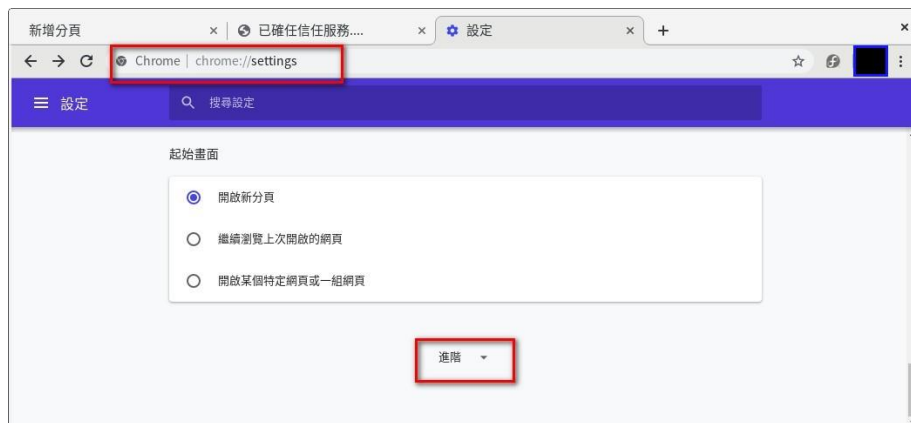 新增分頁
已確任信任服務....
設定
Chrome | chrome://settings
設定
搜尋設定
起始畫面
開啟新分頁
繼續瀏覽上次開啟的網頁
開啟某個特定網頁或一組網頁
進階